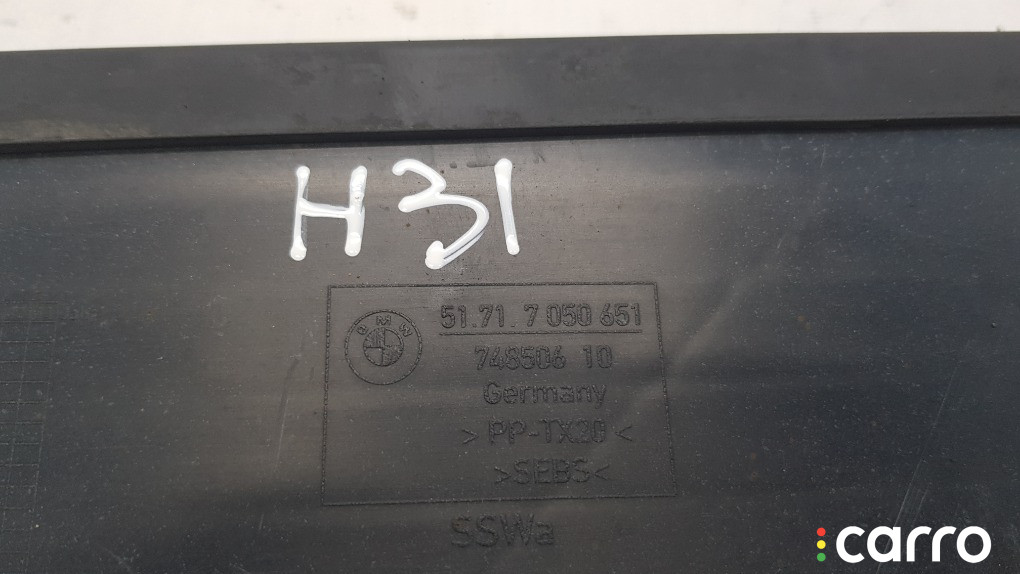 H31
BMW
51.71.7 050 651
748506 10
Germany
>PP-TX20<
>SEBS<
SSWa
carro